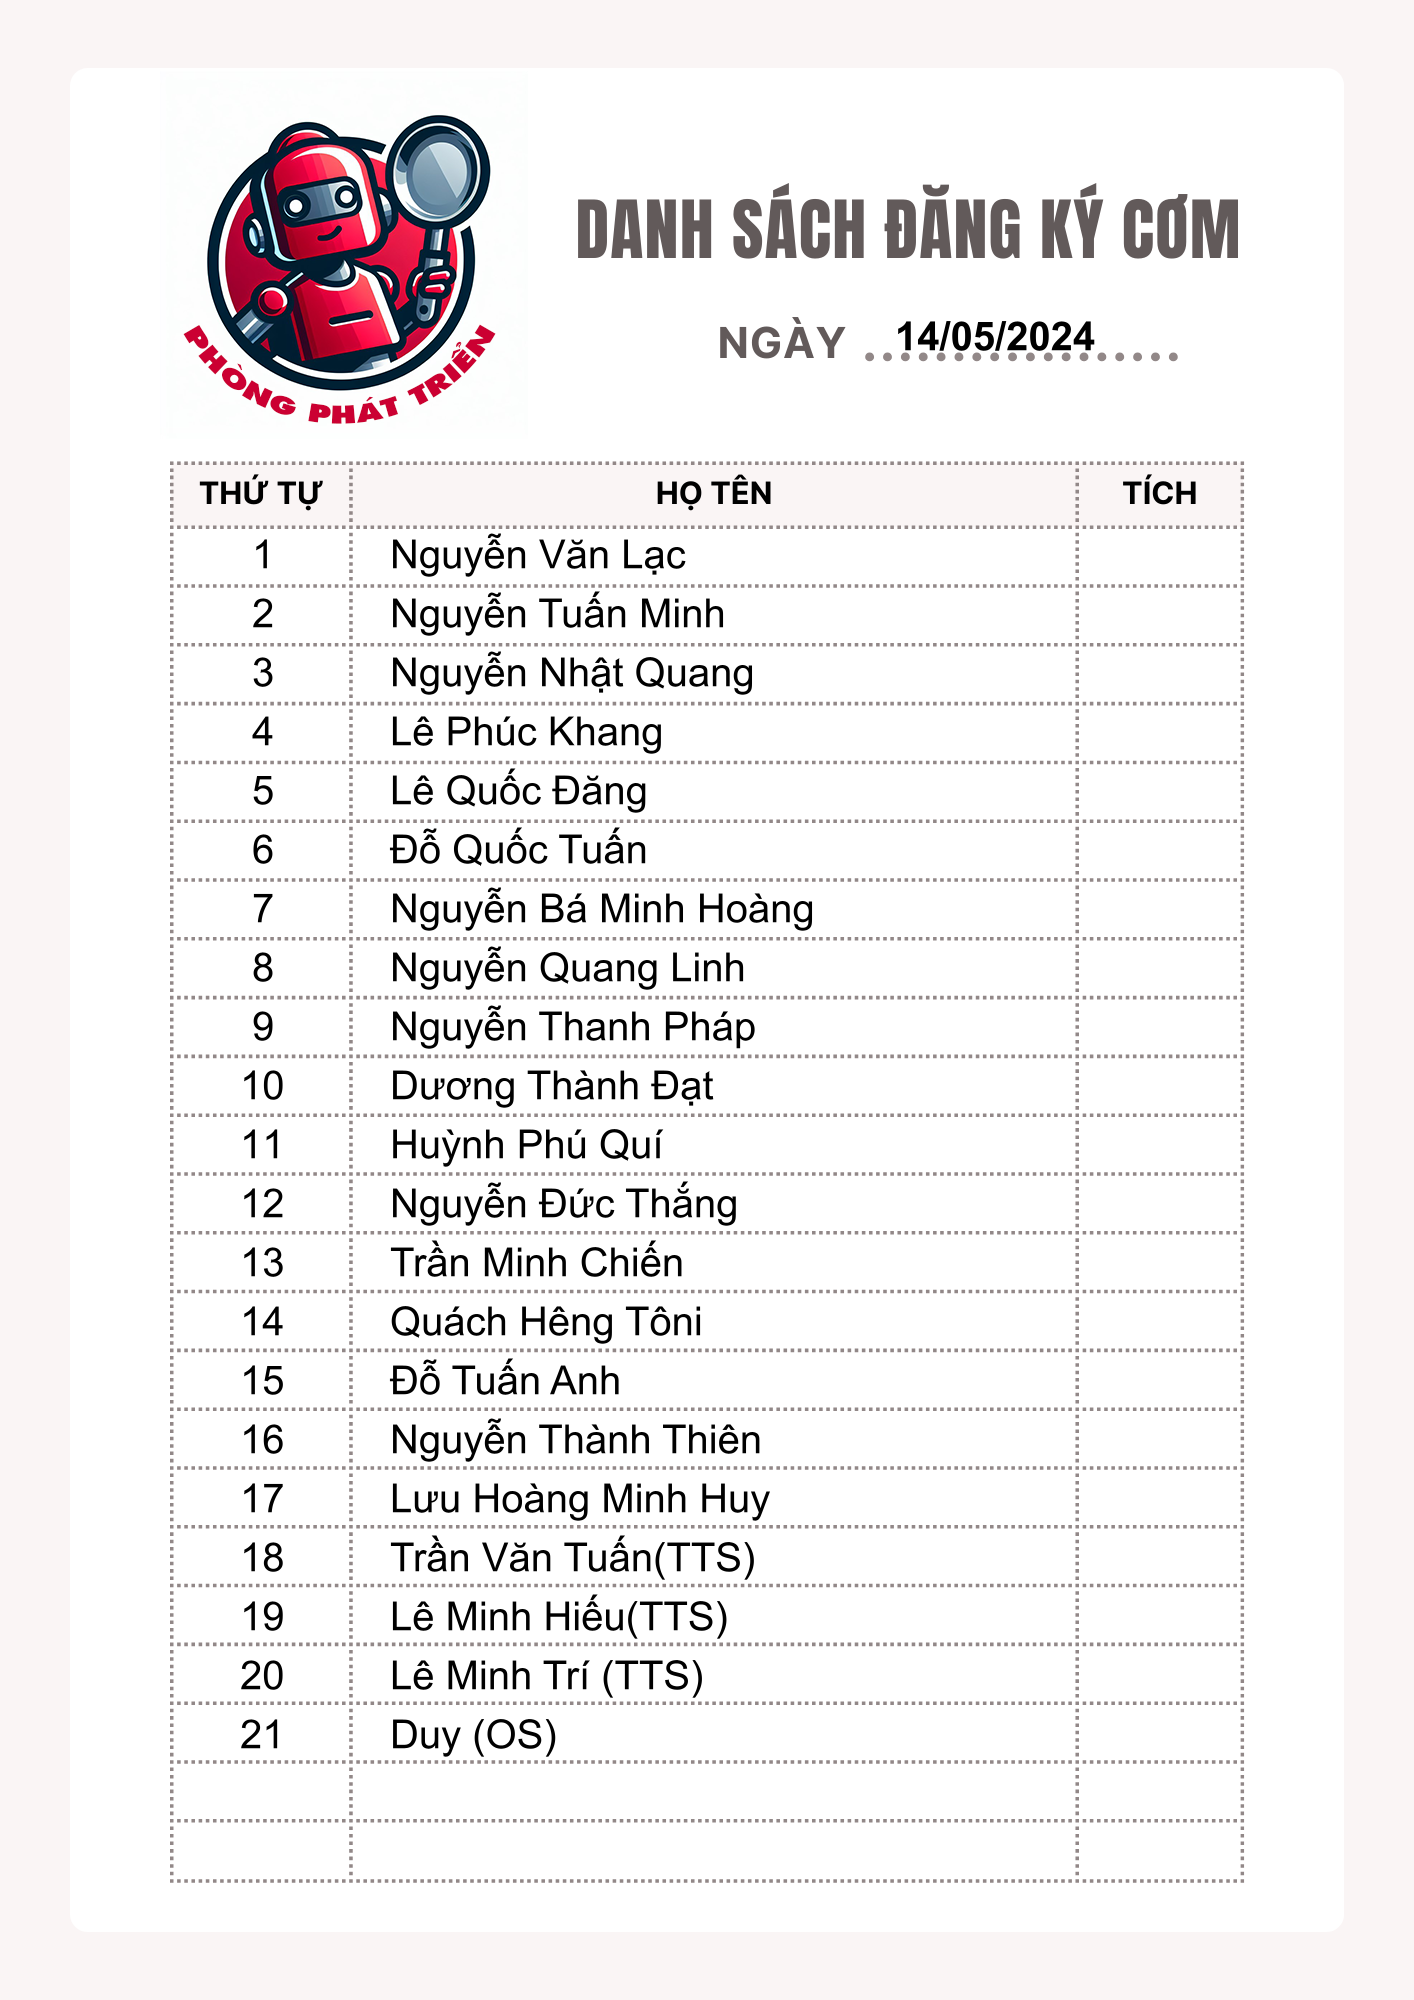 PHÒNG PHÁT TRIỂN
DANH SÁCH ĐĂNG KÝ CƠM
NGÀY 14/05/2024
THỨ TỰ HỌ TÊN TÍCH
1 Nguyễn Văn Lạc
2 Nguyễn Tuấn Minh
3 Nguyễn Nhật Quang
4 Lê Phúc Khang
5 Lê Quốc Đăng
6 Đỗ Quốc Tuấn
7 Nguyễn Bá Minh Hoàng
8 Nguyễn Quang Linh
9 Nguyễn Thanh Pháp
10 Dương Thành Đạt
11 Huỳnh Phú Quí
12 Nguyễn Đức Thắng
13 Trần Minh Chiến
14 Quách Hêng Tôni
15 Đỗ Tuấn Anh
16 Nguyễn Thành Thiên
17 Lưu Hoàng Minh Huy
18 Trần Văn Tuấn(TTS)
19 Lê Minh Hiếu(TTS)
20 Lê Minh Trí (TTS)
21 Duy (OS)